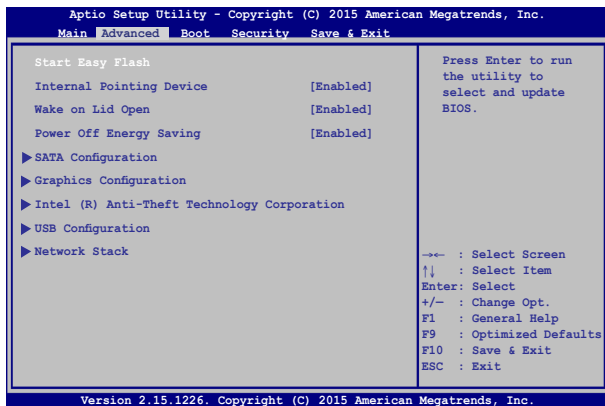 Aptio Setup Utility - Copyright (C) 2015 American Megatrends, Inc.
Main Advanced Boot Security Save & Exit
Start Easy Flash
Internal Pointing Device [Enabled]
Wake on Lid Open [Enabled]
Power Off Energy Saving [Enabled]
SATA Configuration
Graphics Configuration
Intel (R) Anti-Theft Technology Corporation
USB Configuration
Network Stack
Press Enter to run
the utility to
select and update
BIOS.
→← : Select Screen
↑↓ : Select Item
Enter: Select
+/— : Change Opt.
F1 : General Help
F9 : Optimized Defaults
F10 : Save & Exit
ESC : Exit
Version 2.15.1226. Copyright (C) 2015 American Megatrends, Inc.